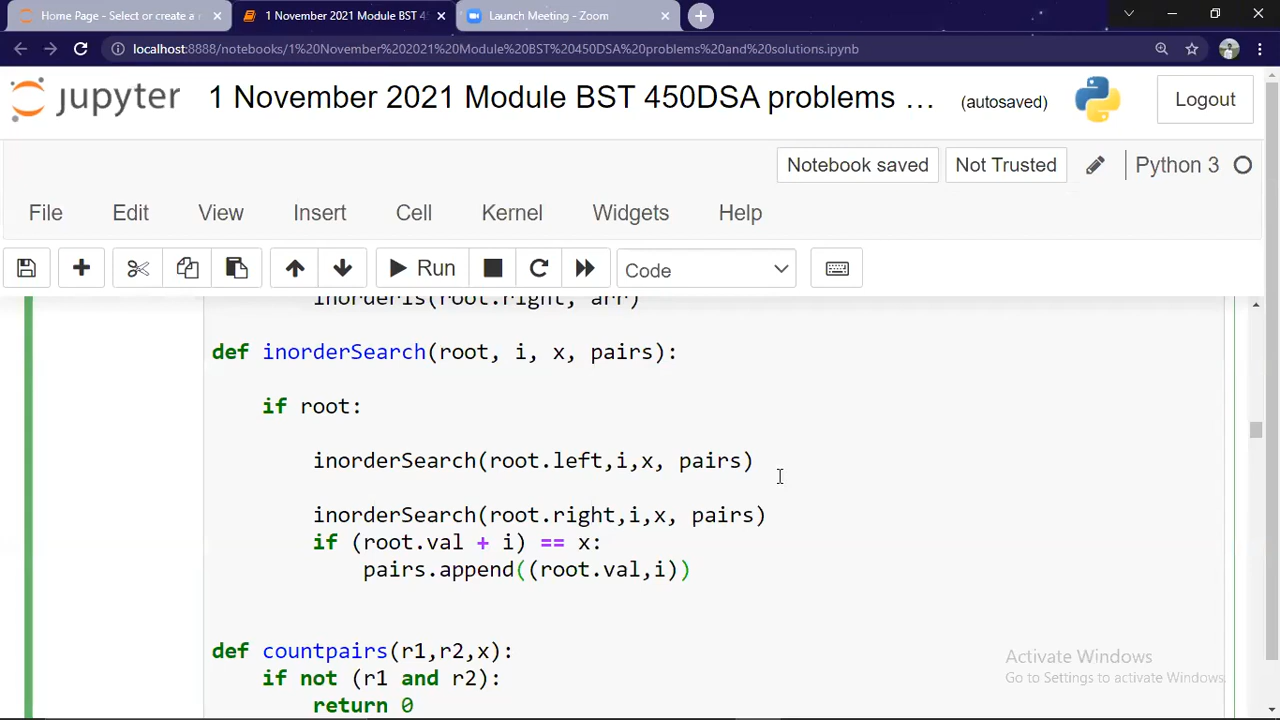 Home Page - Select or create a
1 November 2021 Module BST 4
Launch Meeting - Zoom
localhost:8888/notebooks/1%20November%202021%20Module%20BST%20450DSA%20problems%20and%20solutions.ipynb
jupyter
1 November 2021 Module BST 450DSA problems ...
(autosaved)
Logout
Notebook saved
Not Trusted
Python 3
File Edit View Insert Cell Kernel Widgets Help
Run
Code
inorderIs(root.right, arr)
def inorderSearch(root, i, x, pairs):
if root:
inorderSearch(root.left,i,x, pairs)
inorderSearch(root.right,i,x, pairs)
if (root.val + i) == x:
pairs.append((root.val,i))
def countpairs(r1,r2,x):
if not (r1 and r2):
return 0
Activate Windows
Go to Settings to activate Windows.